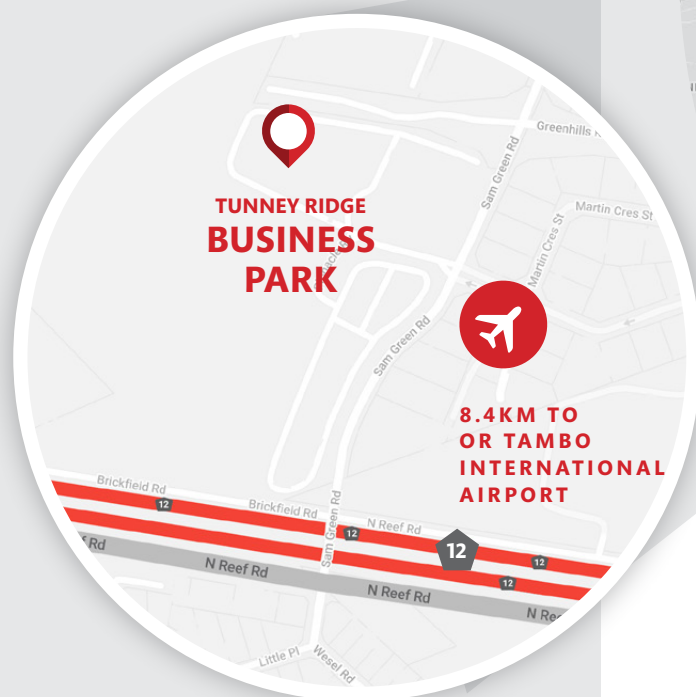 Greenhills
Sam Green Rd
Martin Cres St
Martin Cres St
TUNNEY RIDGE
BUSINESS
PARK
Sam Green Rd
8.4KM TO
OR TAMBO
INTERNATIONAL
AIRPORT
Brickfield Rd
12
Brickfield Rd
Sam Green Rd
N Reef Rd
12
12
12
12
Rd
N Reef Rd
N Reef Rd
N Ree
Little Pl
Wesel Rd